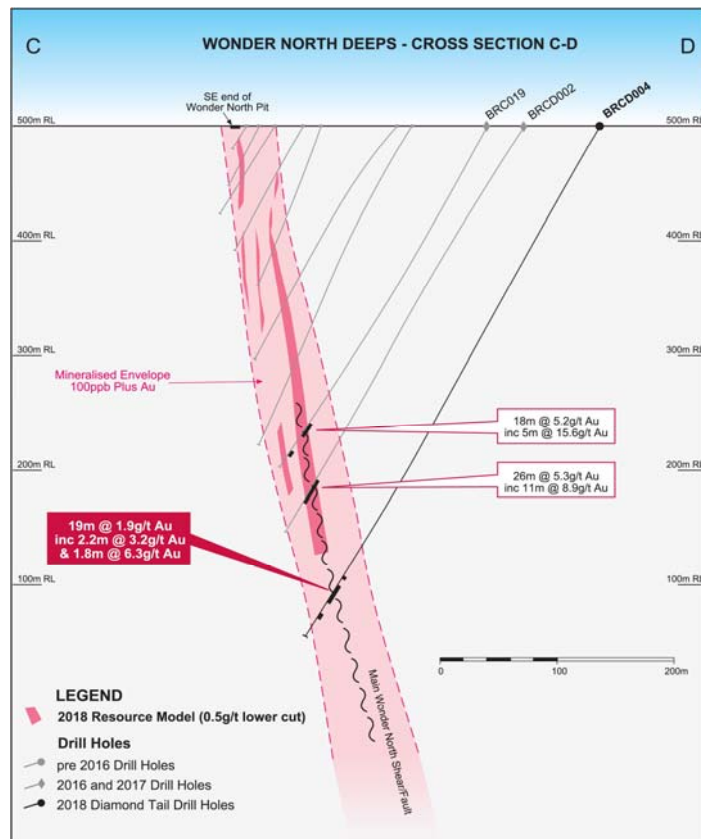 C
WONDER NORTH DEEPS - CROSS SECTION C-D
D
SE end of
Wonder North Pit
BRC019
BRCD002
BRCD004
500m RL
500m RL
400m RL
400m RL
300m RL
300m RL
Mineralised Envelope
100ppb Plus Au
18m @ 5.2g/t Au
inc 5m @ 15.6g/t Au
200m RL
200m RL
26m @ 5.3g/t Au
inc 11m @ 8.9g/t Au
19m @ 1.9g/t Au
inc 2.2m @ 3.2g/t Au
& 1.8m @ 6.3g/t Au
100m RL
100m RL
0
100m
200m
Main Wonder North Shear/Fault
LEGEND
2018 Resource Model (0.5g/t lower cut)
Drill Holes
pre 2016 Drill Holes
2016 and 2017 Drill Holes
2018 Diamond Tail Drill Holes